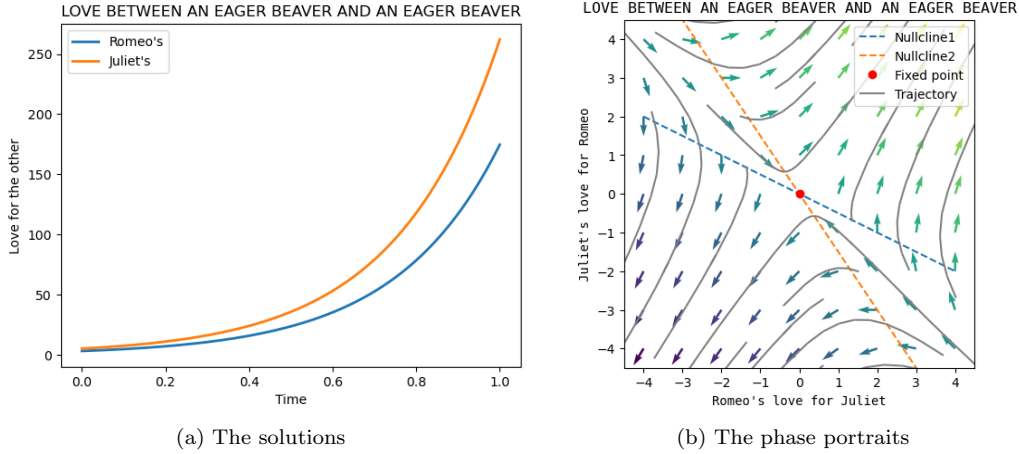 LOVE BETWEEN AN EAGER BEAVER AND AN EAGER BEAVER
Romeo's
Juliet's
250
200
150
100
50
0
Love for the other
0.0 0.2 0.4 0.6 0.8 1.0
Time
(a) The solutions
LOVE BETWEEN AN EAGER BEAVER AND AN EAGER BEAVER
Nullcline1
Nullcline2
Fixed point
Trajectory
4
3
2
1
0
−1
−2
−3
−4
Juliet's love for Romeo
−4 −3 −2 −1 0 1 2 3 4
Romeo's love for Juliet
(b) The phase portraits